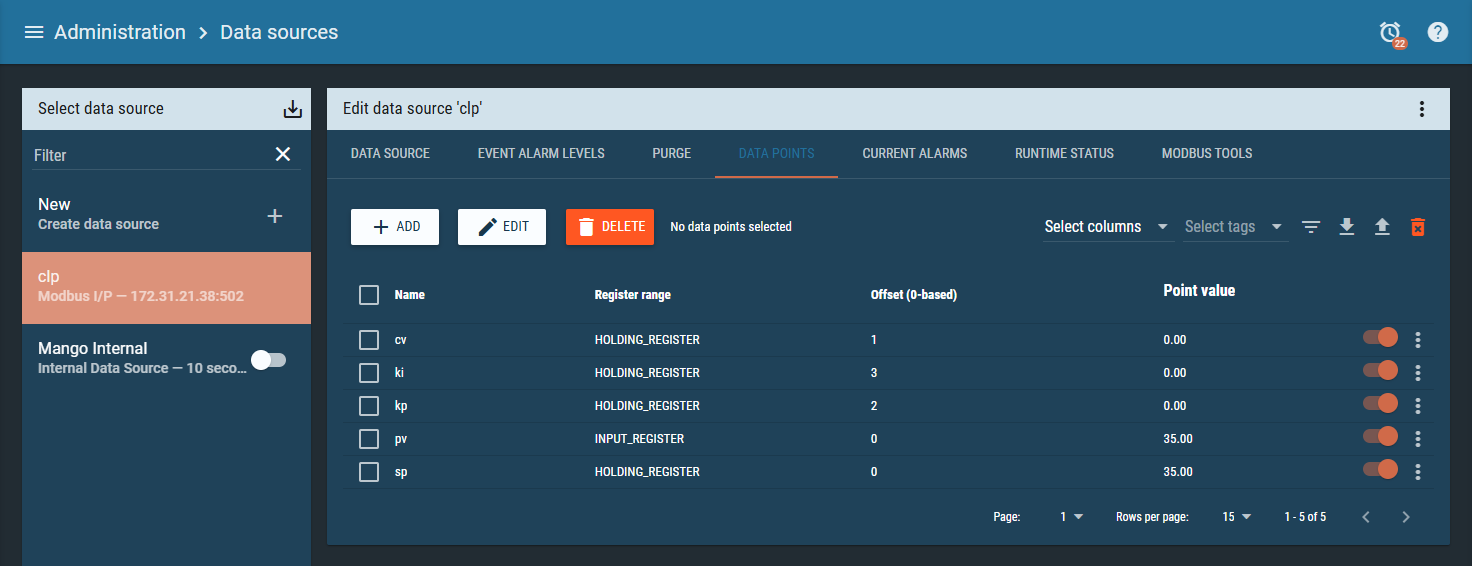 Administration > Data sources
22
?
Select data source
Filter
New
Create data source
clp
Modbus I/P — 172.31.21.38:502
Mango Internal
Internal Data Source — 10 seco...
Edit data source 'clp'
DATA SOURCE EVENT ALARM LEVELS PURGE DATA POINTS CURRENT ALARMS RUNTIME STATUS MODBUS TOOLS
ADD EDIT DELETE No data points selected Select columns Select tags
Name Register range Offset (0-based) Point value
cv HOLDING_REGISTER 1 0.00
ki HOLDING_REGISTER 3 0.00
kp HOLDING_REGISTER 2 0.00
pv INPUT_REGISTER 0 35.00
sp HOLDING_REGISTER 0 35.00
Page: 1 Rows per page: 15 1 - 5 of 5